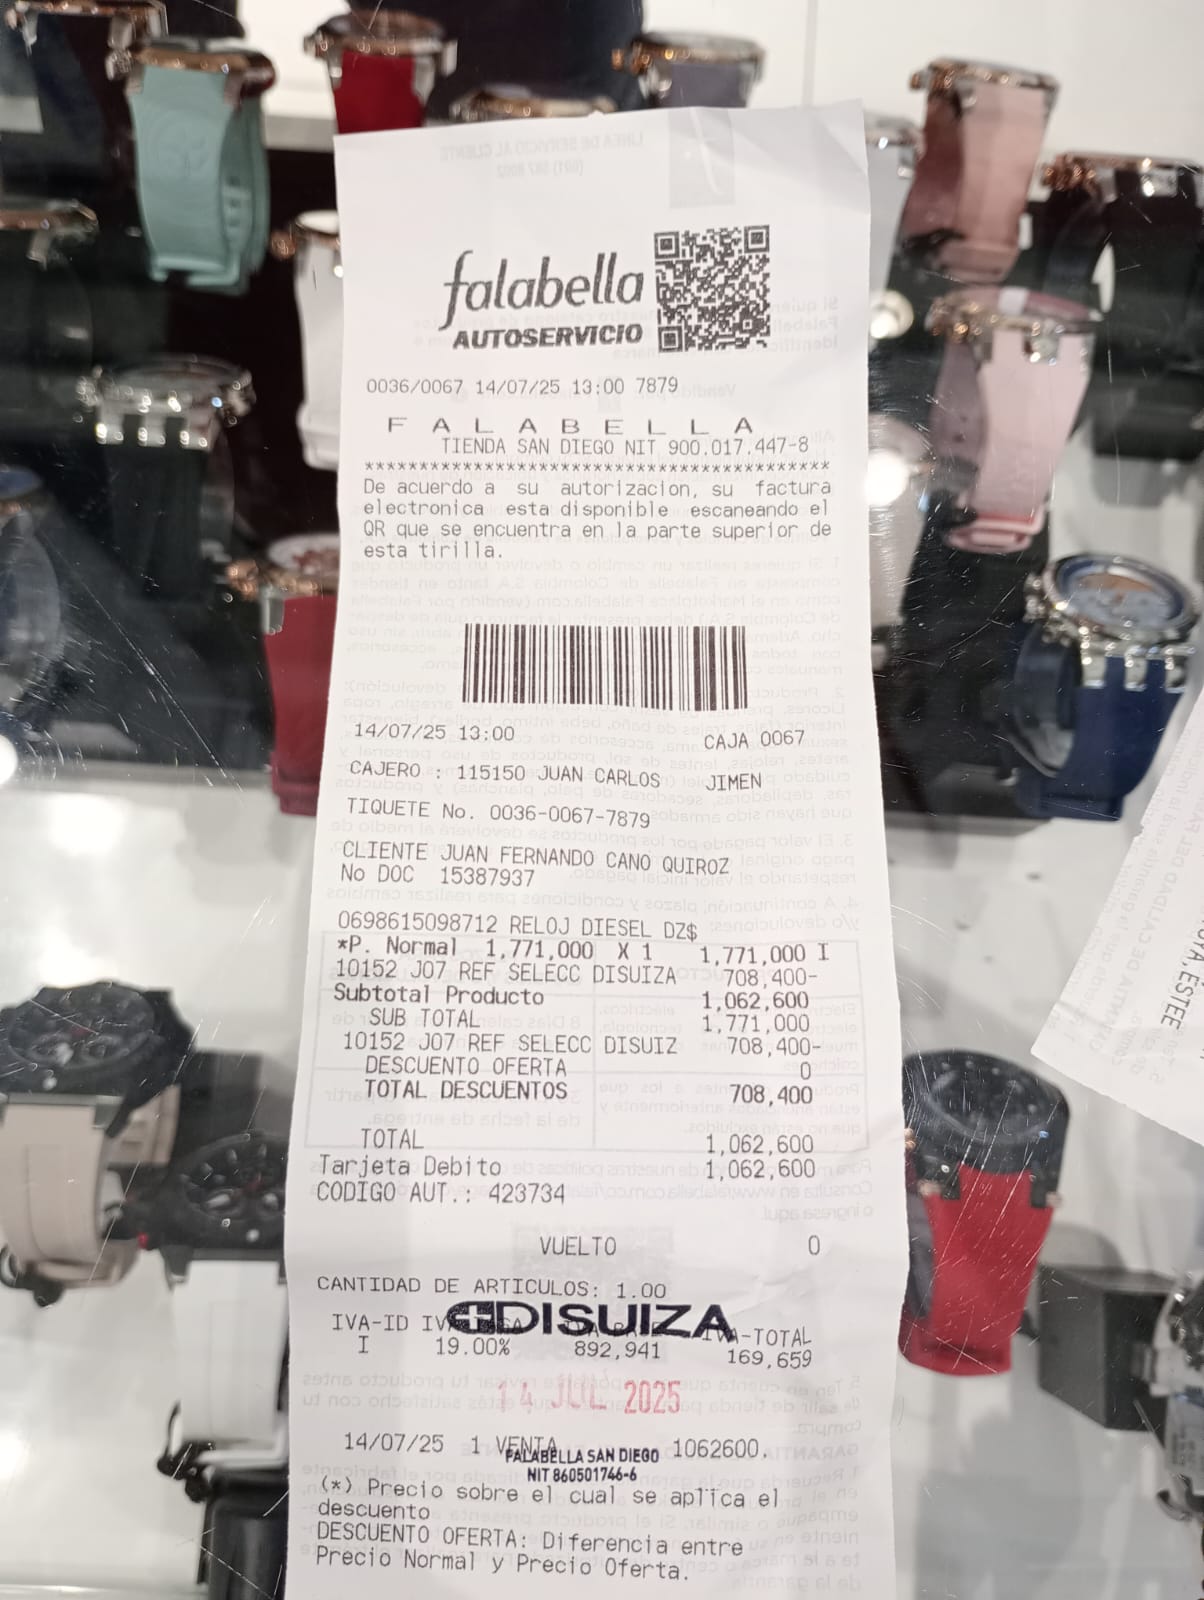 falabella
AUTOSERVICIO
0036/0067 14/07/25 13:00 7879
F A L A B E L L A
TIENDA SAN DIEGO NIT 900.017.447-8
******************************************
De acuerdo a su autorizacion, su factura
electronica esta disponible escaneando el
QR que se encuentra en la parte superior de
esta tirilla.
14/07/25 13:00 CAJA 0067
CAJERO : 115150 JUAN CARLOS JIMEN
TIQUETE No. 0036-0067-7879
CLIENTE JUAN FERNANDO CANO QUIROZ
No DOC 15387937
0698615098712 RELOJ DIESEL DZ$
*P. Normal 1,771,000 X 1 1,771,000 I
10152 J07 REF SELECC DISUIZA 708,400-
Subtotal Producto 1,062,600
SUB TOTAL 1,771,000
10152 J07 REF SELECC DISUIZ 708,400-
DESCUENTO OFERTA 0
TOTAL DESCUENTOS 708,400
TOTAL 1,062,600
Tarjeta Debito 1,062,600
CODIGO AUT.: 423734
VUELTO 0
CANTIDAD DE ARTICULOS: 1.00
DISUIZA
IVA-ID IVA-TOTAL
I 19.00% 892,941 169,659
14 JUL 2025
14/07/25 1 VENTA 1062600.
FALABELLA SAN DIEGO
NIT 860501746-6
(*) Precio sobre el cual se aplica el
descuento
DESCUENTO OFERTA: Diferencia entre
Precio Normal y Precio Oferta.